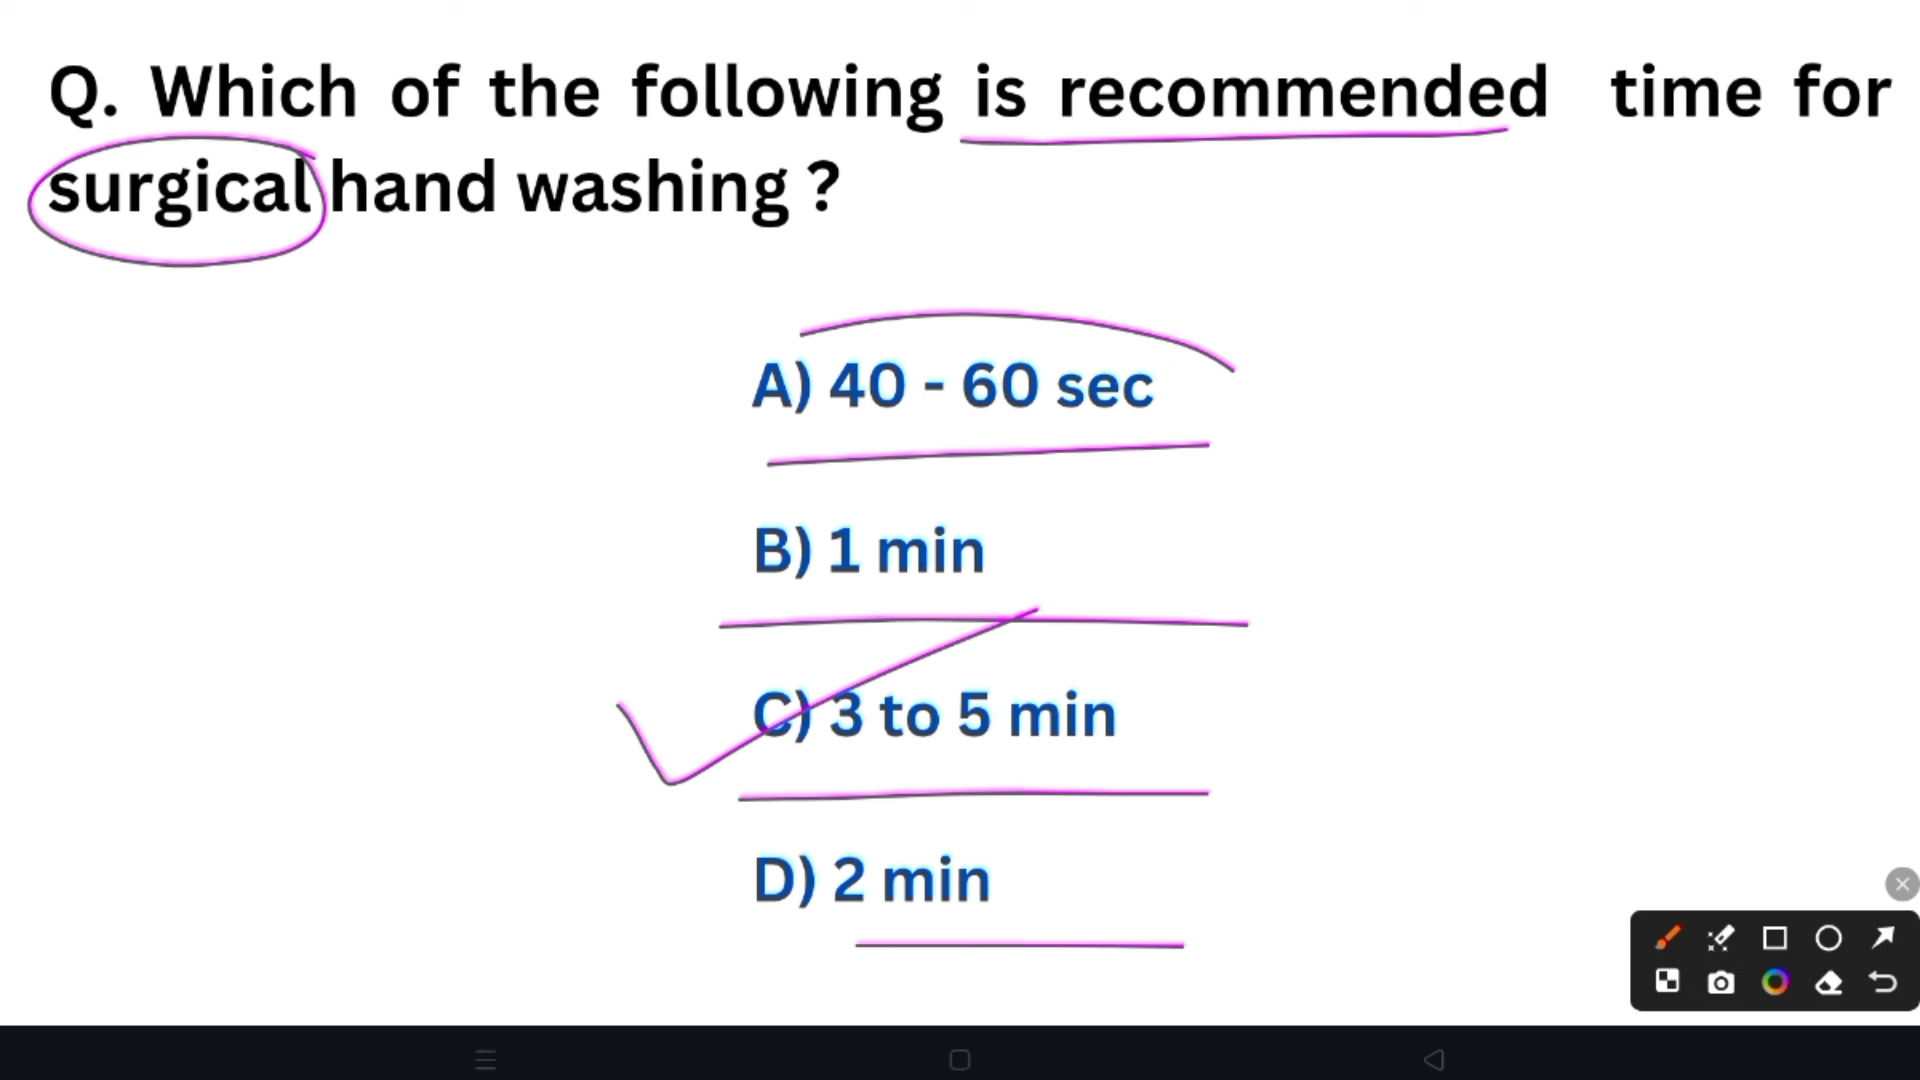 Q. Which of the following is recommended time for
surgical hand washing ?
A) 40 - 60 sec
B) 1 min
C) 3 to 5 min
D) 2 min